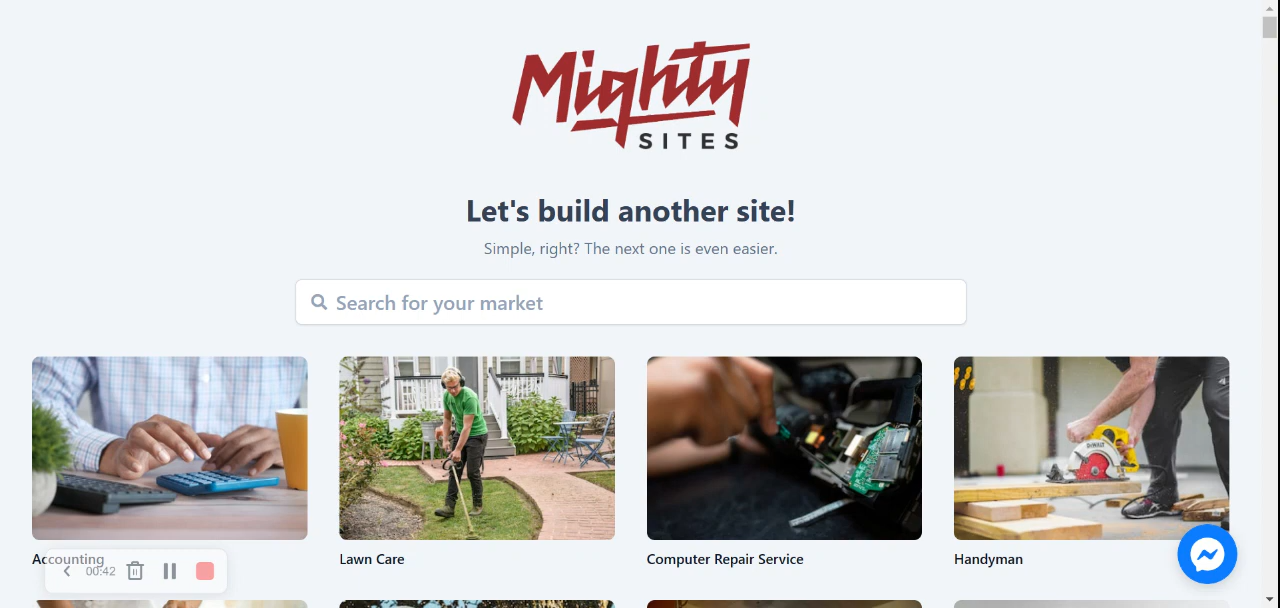 Mighty
SITES
Let's build another site!
Simple, right? The next one is even easier.
Search for your market
Accounting
Lawn Care
Computer Repair Service
Handyman
00:42
DEWALT